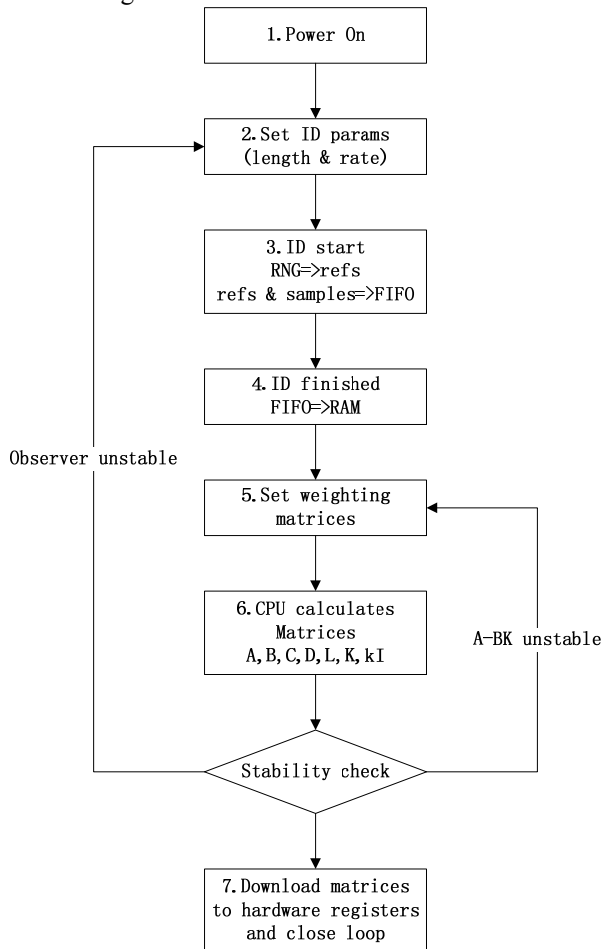 1.Power On
2.Set ID params
(length & rate)
3.ID start
RNG=>refs
refs & samples=>FIFO
4.ID finished
FIFO=>RAM
Observer unstable
5.Set weighting
matrices
6.CPU calculates
Matrices
A,B,C,D,L,K,kI
A-BK unstable
Stability check
7.Download matrices
to hardware registers
and close loop